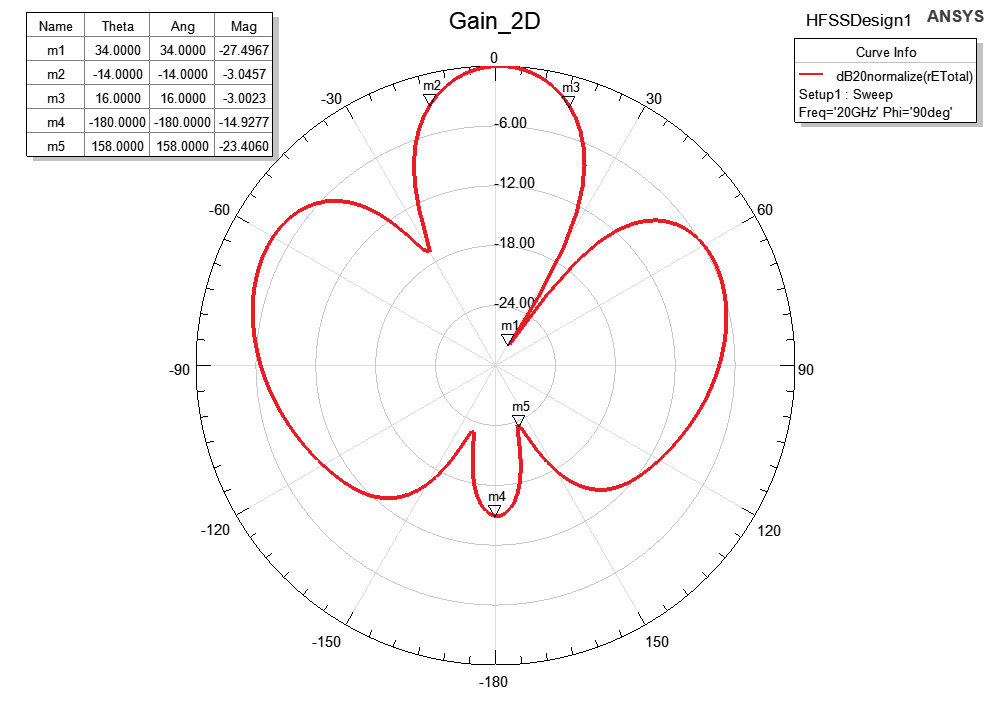 Gain_2D
HFSSDesign1
ANSYS
Name Theta Ang Mag
m1 34.0000 34.0000 -27.4967
m2 -14.0000 -14.0000 -3.0457
m3 16.0000 16.0000 -3.0023
m4 -180.0000 -180.0000 -14.9277
m5 158.0000 158.0000 -23.4060
Curve Info
dB20normalize(rETotal)
Setup1 : Sweep
Freq='20GHz' Phi='90deg'
0
m2
m3
-30
30
-6.00
-12.00
-60
60
-18.00
-24.00
m1
-90
90
m5
m4
-120
120
-150
150
-180